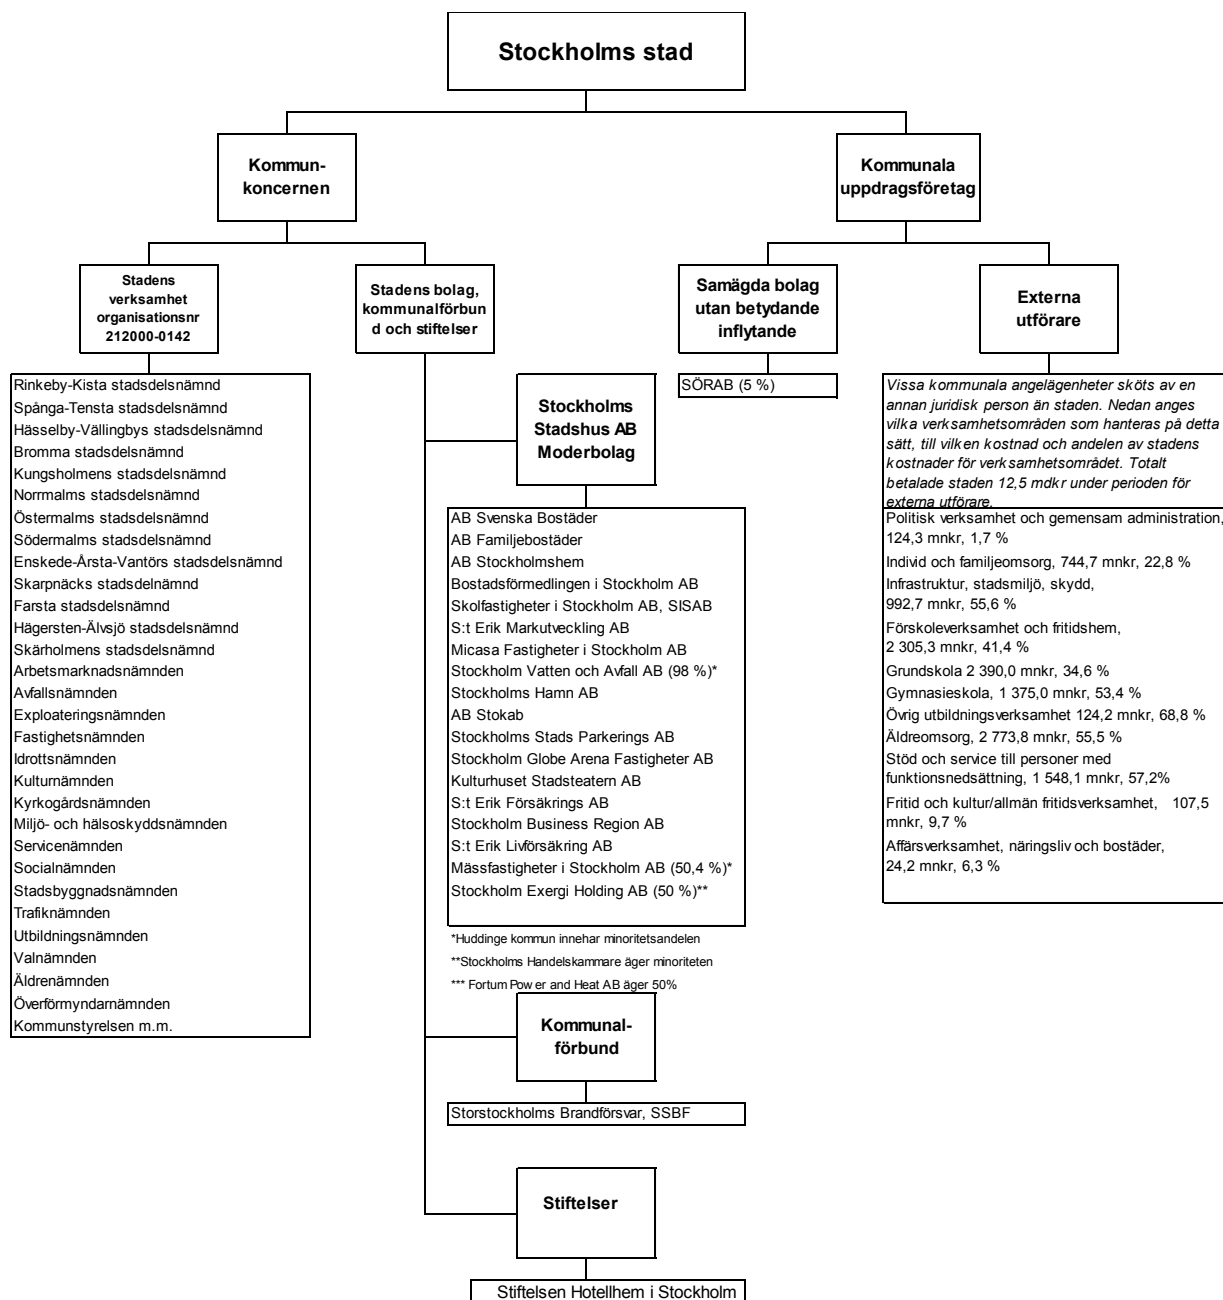 Stockholms stad
Kommun-
koncernen
Kommunala
uppdragsföretag
Stadens
verksamhet
organisationsnr
212000-0142
Stadens bolag,
kommunalförbun
d och stiftelser
Samägda bolag
utan betydande
inflytande
Externa
utförare
Rinkeby-Kista stadsdelsnämnd
Spånga-Tensta stadsdelsnämnd
Hässelby-Vällingbys stadsdelsnämnd
Bromma stadsdelsnämnd
Kungsholmens stadsdelsnämnd
Norrmalms stadsdelsnämnd
Östermalms stadsdelsnämnd
Södermalms stadsdelsnämnd
Enskede-Årsta-Vantörs stadsdelsnämnd
Skarpnäcks stadsdelnämnd
Farsta stadsdelsnämnd
Hägersten-Älvsjö stadsdelsnämnd
Skärholmens stadsdelsnämnd
Arbetsmarknadsnämnden
Avfallsnämnden
Exploateringsnämnden
Fastighetsnämnden
Idrottsnämnden
Kulturnämnden
Kyrkogårdsnämnden
Miljö- och hälsoskyddsnämnden
Servicenämnden
Socialnämnden
Stadsbyggnadsnämnden
Trafiknämnden
Utbildningsnämnden
Valnämnden
Äldrenämnden
Överförmyndarnämnden
Kommunstyrelsen m.m.
Stockholms
Stadshus AB
Moderbolag
AB Svenska Bostäder
AB Familjebostäder
AB Stockholmshem
Bostadsförmedlingen i Stockholm AB
Skolfastigheter i Stockholm AB, SISAB
S:t Erik Markutveckling AB
Micasa Fastigheter i Stockholm AB
Stockholm Vatten och Avfall AB (98 %)*
Stockholms Hamn AB
AB Stokab
Stockholms Stads Parkerings AB
Stockholm Globe Arena Fastigheter AB
Kulturhuset Stadsteatern AB
S:t Erik Försäkrings AB
Stockholm Business Region AB
S:t Erik Livförsäkring AB
Mässfastigheter i Stockholm AB (50,4 %)*
Stockholm Exergi Holding AB (50 %)**
*Huddinge kommun innehar minoritetsandelen
**Stockholms Handelskammare äger minoriteten
*** Fortum Power and Heat AB äger 50%
Kommunal-
förbund
Storstockholms Brandförsvar, SSBF
Stiftelser
Stiftelsen Hotellhem i Stockholm
SÖRAB (5 %)
Vissa kommunala angelägenheter sköts av en
annan juridisk person än staden. Nedan anges
vilka verksamhetsområden som hanteras på detta
sätt, till vilken kostnad och andelen av stadens
kostnader för verksamhetsområdet. Totalt
betalade staden 12,5 mdkr under perioden för
externa utförare.
Politisk verksamhet och gemensam administration,
124,3 mnkr, 1,7 %
Individ och familjeomsorg, 744,7 mnkr, 22,8 %
Infrastruktur, stadsmiljö, skydd,
992,7 mnkr, 55,6 %
Förskoleverksamhet och fritidshem,
2 305,3 mnkr, 41,4 %
Grundskola 2 390,0 mnkr, 34,6 %
Gymnasieskola, 1 375,0 mnkr, 53,4 %
Övrig utbildningsverksamhet 124,2 mnkr, 68,8 %
Äldreomsorg, 2 773,8 mnkr, 55,5 %
Stöd och service till personer med
funktionsnedsättning, 1 548,1 mnkr, 57,2%
Fritid och kultur/allmän fritidsverksamhet, 107,5
mnkr, 9,7 %
Affärsverksamhet, näringsliv och bostäder,
24,2 mnkr, 6,3 %